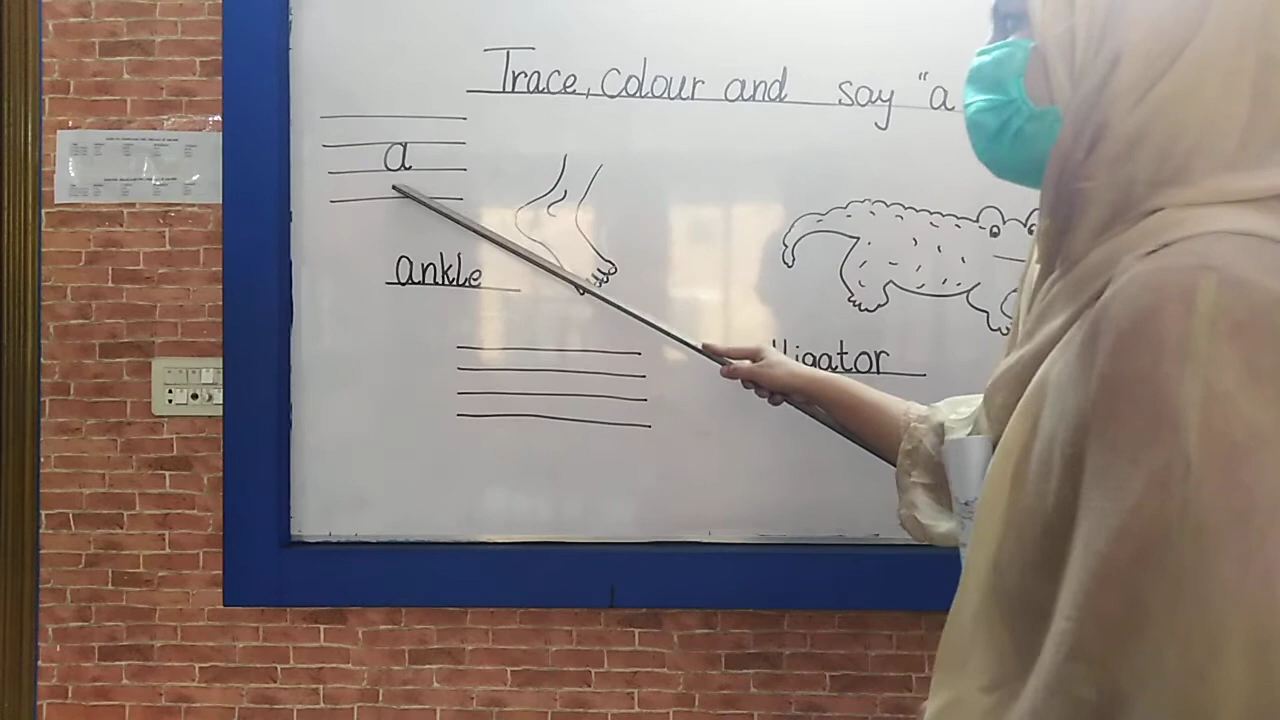 Trace, colour and say "a
a
ankle
lligator